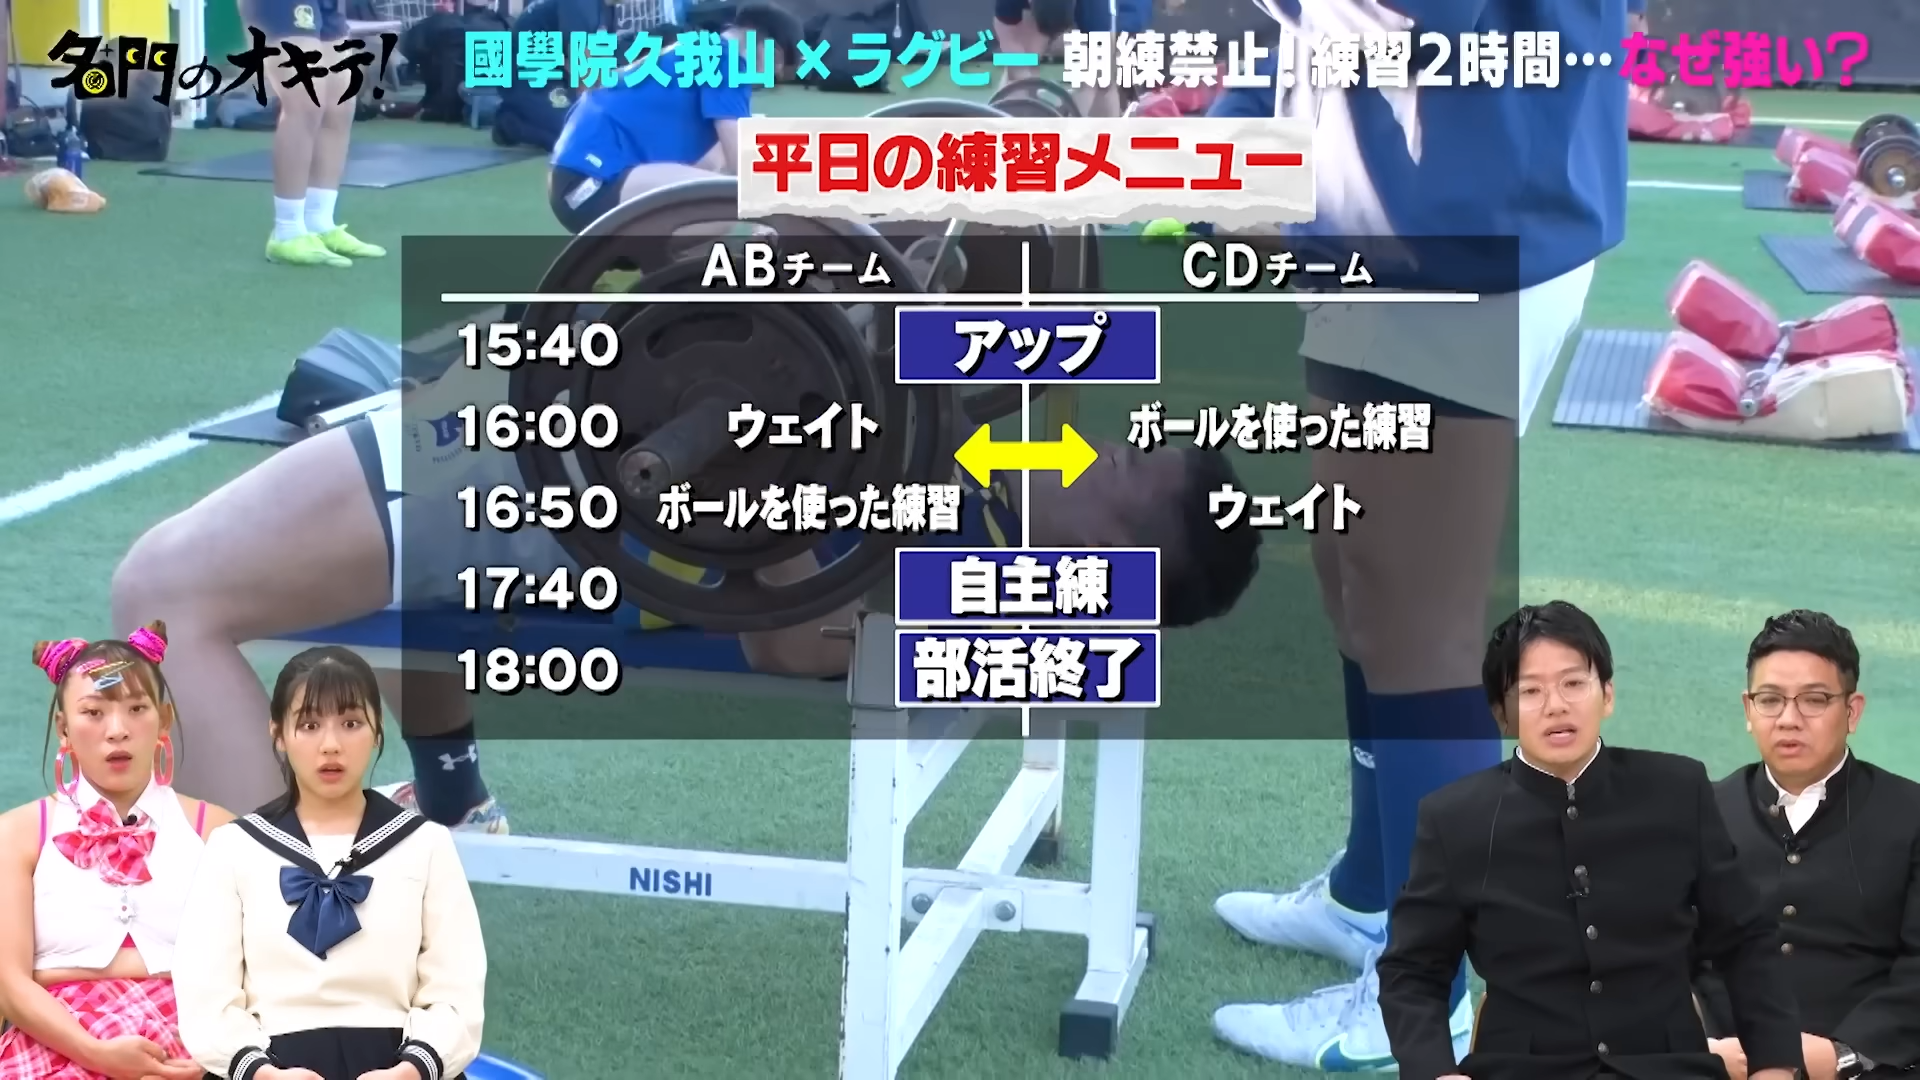 名門のオキテ!
國學院久我山×ラグビー 朝練禁止!練習2時間…なぜ強い?
平日の練習メニュー
ABチーム CDチーム
15:40 アップ
16:00 ウェイト ボールを使った練習
16:50 ボールを使った練習 ウェイト
17:40 自主練
18:00 部活終了
NISHI